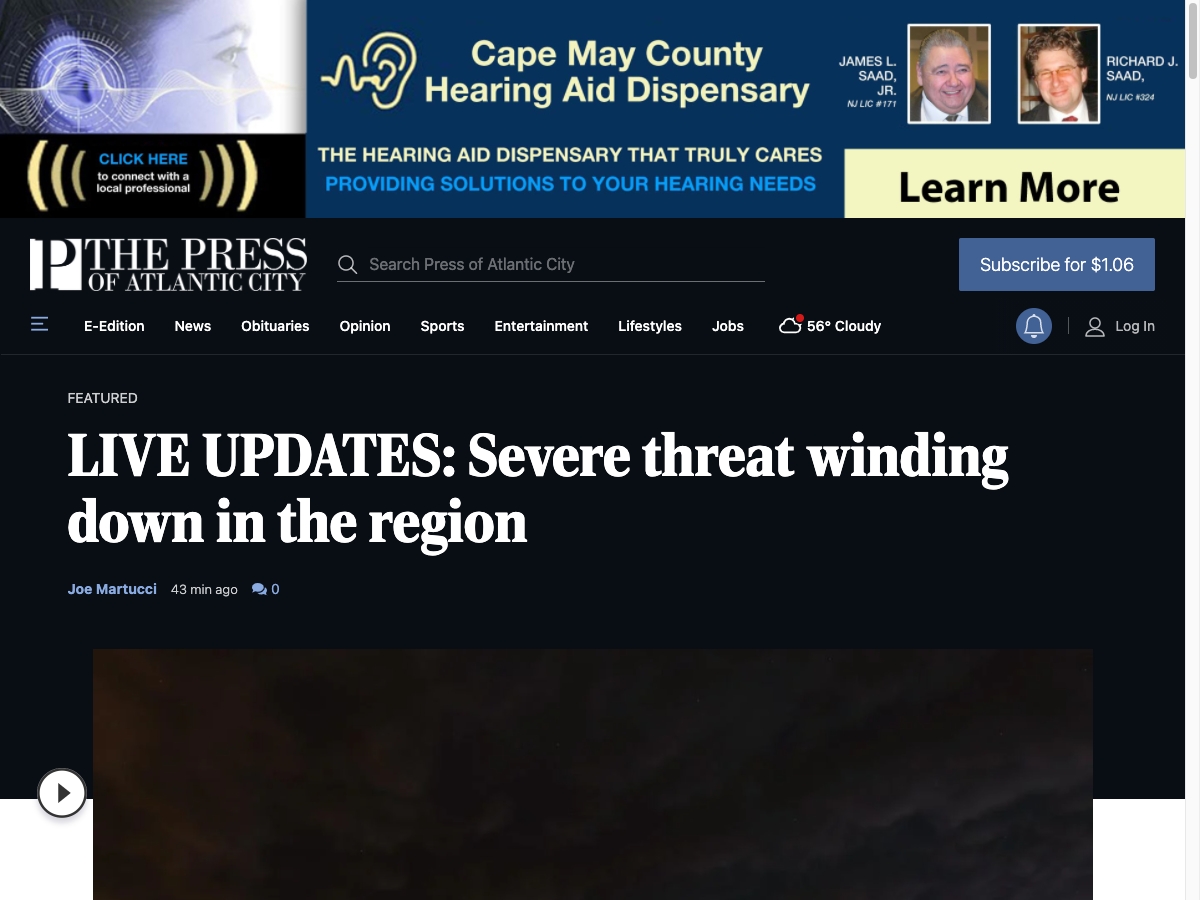 Cape May County
Hearing Aid Dispensary
JAMES L.
SAAD,
JR.
NJ LIC #171
RICHARD J.
SAAD,
NJ LIC #324
CLICK HERE
to connect with a
local professional
THE HEARING AID DISPENSARY THAT TRULY CARES
PROVIDING SOLUTIONS TO YOUR HEARING NEEDS
Learn More
P THE PRESS
OF ATLANTIC CITY
Search Press of Atlantic City
Subscribe for $1.06
E-Edition News Obituaries Opinion Sports Entertainment Lifestyles Jobs 56° Cloudy Log In
FEATURED
LIVE UPDATES: Severe threat winding
down in the region
Joe Martucci 43 min ago 0